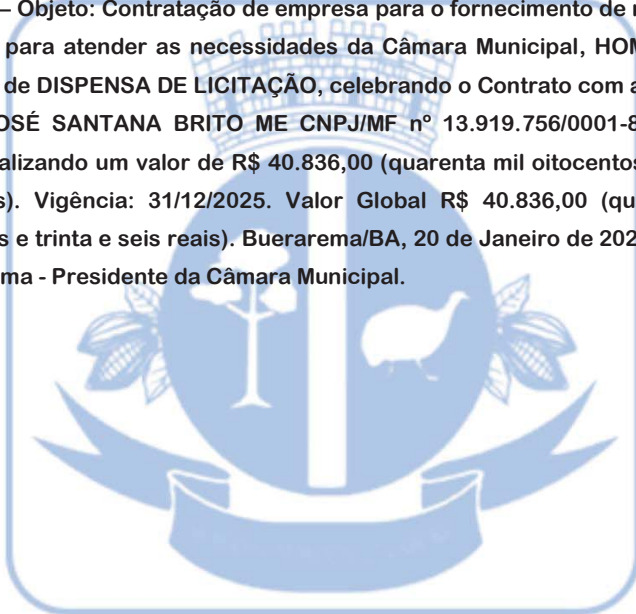 – Objeto: Contratação de empresa para o fornecimento de
para atender as necessidades da Câmara Municipal,
de DISPENSA DE LICITAÇÃO, celebrando o Contrato com a
OSÉ SANTANA BRITO ME CNPJ/MF nº 13.919.756/0001-8
alizando um valor de R$ 40.836,00 (quarenta mil oitocentos
s). Vigência: 31/12/2025. Valor Global R$ 40.836,00 (qu
s e trinta e seis reais). Buerarema/BA, 20 de Janeiro de 202
ma - Presidente da Câmara Municipal.